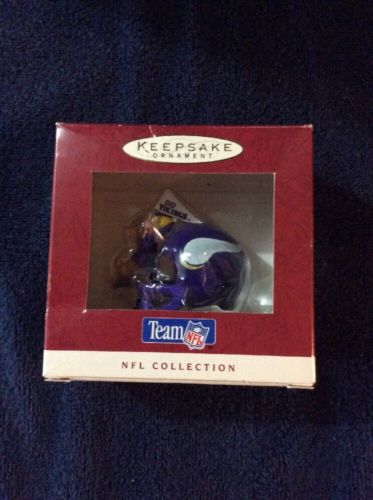 KEEPSAKE
ORNAMENT
GO
VIKINGS
Team NFL
NFL COLLECTION